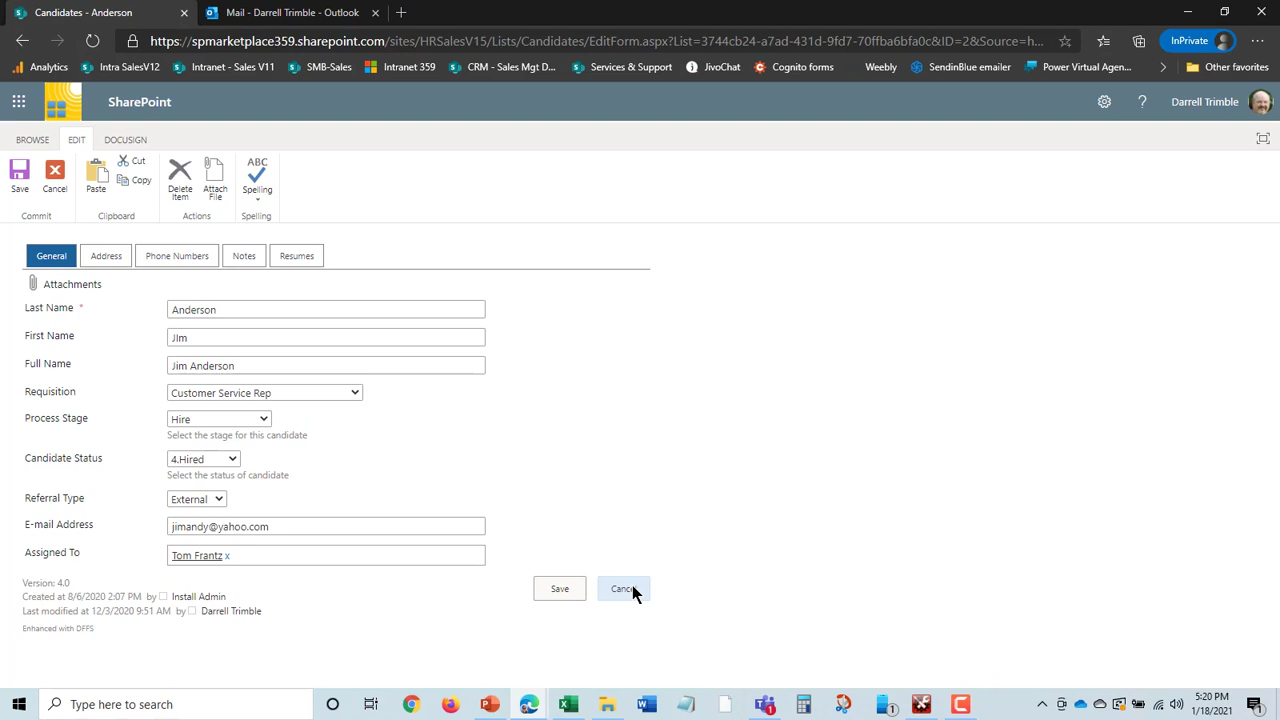 Candidates - Anderson
Mail - Darrell Trimble - Outlook
https://spmarketplace359.sharepoint.com/sites/HRSalesV15/Lists/Candidates/EditForm.aspx?List=3744cb24-a7ad-431d-9fd7-70ffba6bfa0c&ID=2&Source=h...
InPrivate
Analytics
Intra SalesV12
Intranet - Sales V11
SMB-Sales
Intranet 359
CRM - Sales Mgt D...
Services & Support
JivoChat
Cognito forms
Weebly
SendinBlue emailer
Power Virtual Agen...
Other favorites
SharePoint
Darrell Trimble
BROWSE
EDIT
DOCUSIGN
Save
Cancel
Paste
Cut
Copy
Delete Item
Attach File
ABC
Spelling
Commit
Clipboard
Actions
Spelling
General
Address
Phone Numbers
Notes
Resumes
Attachments
Last Name *
Anderson
First Name
JIm
Full Name
Jim Anderson
Requisition
Customer Service Rep
Process Stage
Hire
Select the stage for this candidate
Candidate Status
4.Hired
Select the status of candidate
Referral Type
External
E-mail Address
jimandy@yahoo.com
Assigned To
Tom Frantz x
Version: 4.0
Created at 8/6/2020 2:07 PM by Install Admin
Last modified at 12/3/2020 9:51 AM by Darrell Trimble
Enhanced with DFFS
Save
Cancel
Type here to search
5:20 PM
1/18/2021